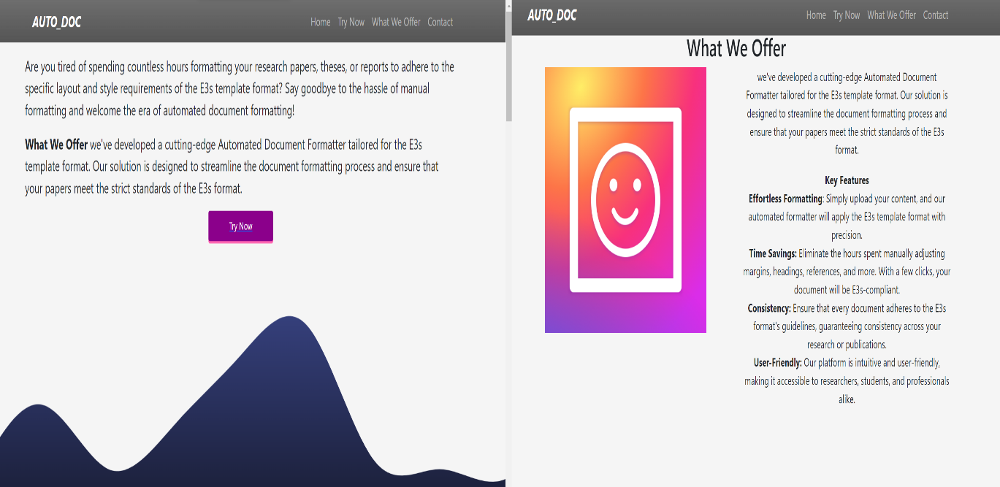 AUTO_DOC
Home Try Now What We Offer Contact
Are you tired of spending countless hours formatting your research papers, theses, or reports to adhere to the
specific layout and style requirements of the E3s template format? Say goodbye to the hassle of manual
formatting and welcome the era of automated document formatting!
What We Offer we've developed a cutting-edge Automated Document Formatter tailored for the E3s
template format. Our solution is designed to streamline the document formatting process and ensure that
your papers meet the strict standards of the E3s format.
Try Now
AUTO_DOC
Home Try Now What We Offer Contact
What We Offer
we've developed a cutting-edge Automated Document
Formatter tailored for the E3s template format. Our solution is
designed to streamline the document formatting process and
ensure that your papers meet the strict standards of the E3s
format.
Key Features
Effortless Formatting: Simply upload your content, and our
automated formatter will apply the E3s template format with
precision.
Time Savings: Eliminate the hours spent manually adjusting
margins, headings, references, and more. With a few clicks, your
document will be E3s-compliant.
Consistency: Ensure that every document adheres to the E3s
format's guidelines, guaranteeing consistency across your
research or publications.
User-Friendly: Our platform is intuitive and user-friendly,
making it accessible to researchers, students, and professionals
alike.